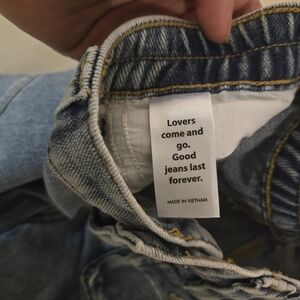 Lovers
come and
go.
Good
jeans last
forever.
MADE IN VIETNAM